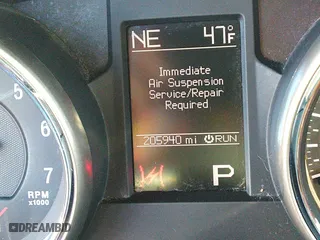 NE 47°F
Immediate
Air Suspension
Service/Repair
Required
205940 mi RUN
P
5
6
7
RPM
x1000
DREAMBID